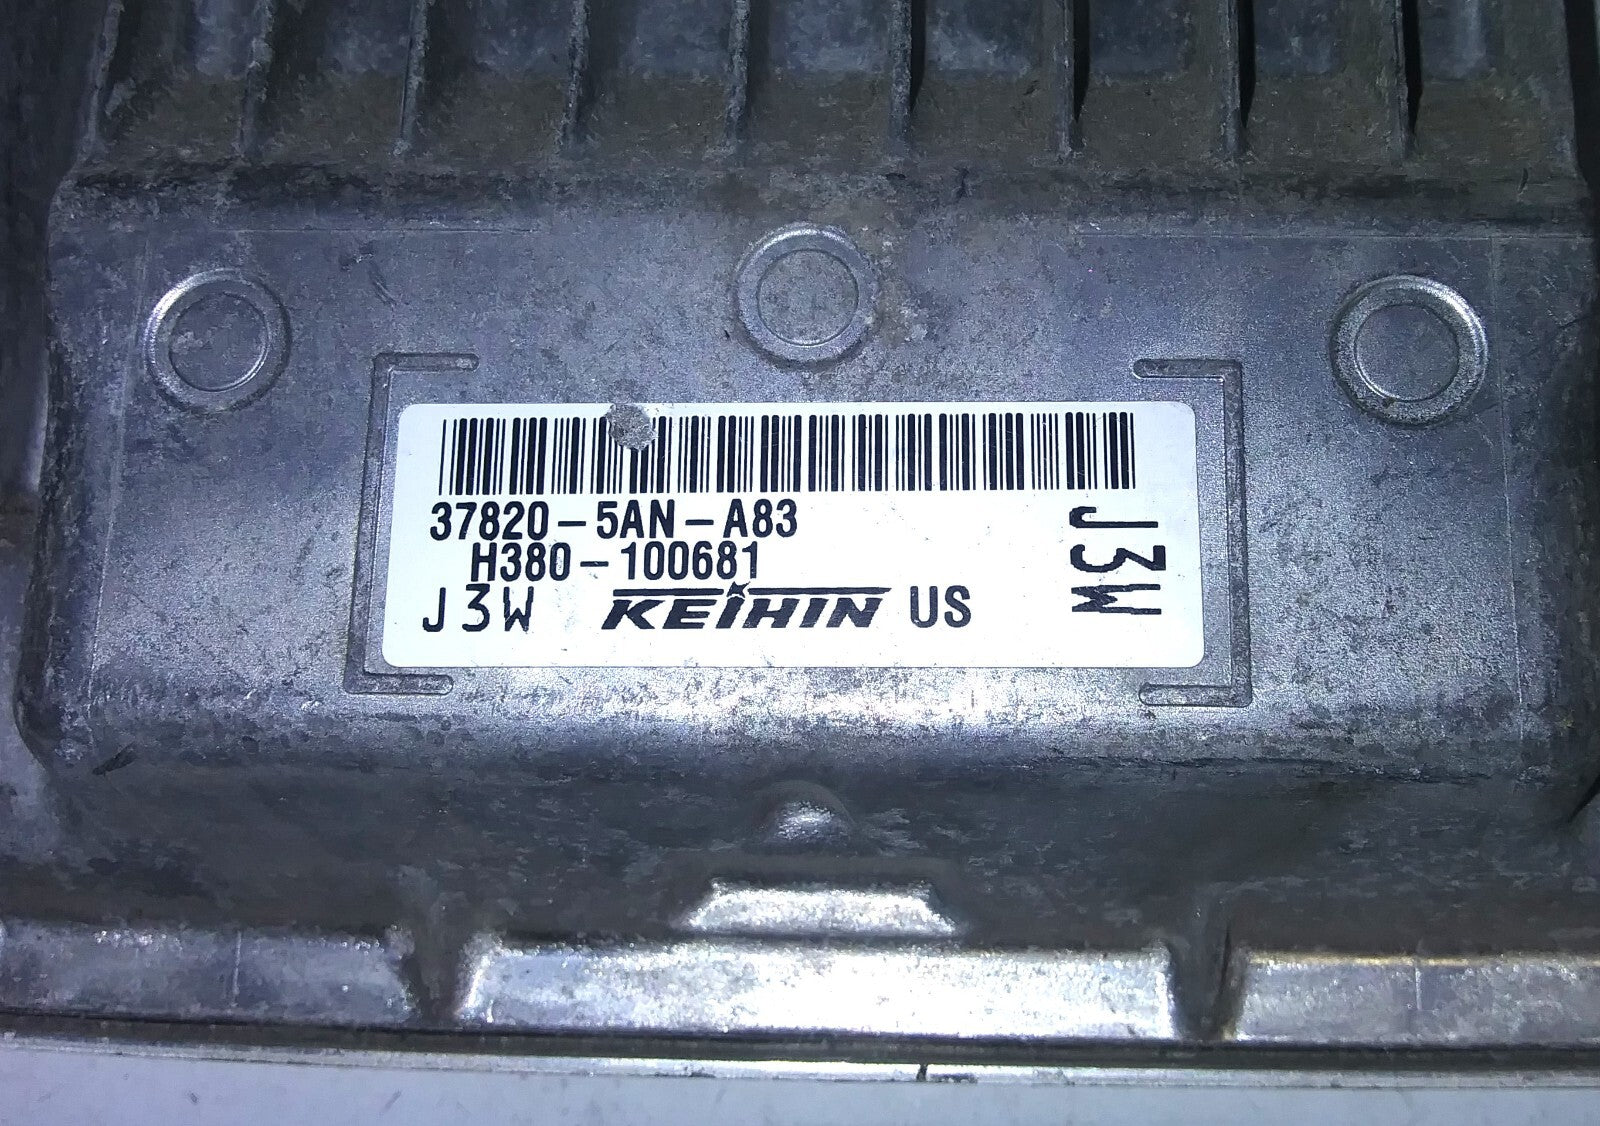 37820-5AN-A83
H380-100681
J3W KEIHIN US
J3W